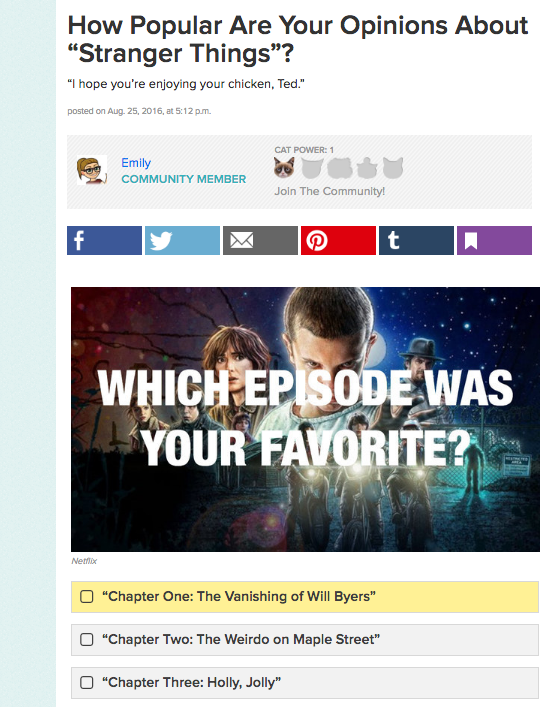 How Popular Are Your Opinions About
“Stranger Things”?
“I hope you’re enjoying your chicken, Ted.”
posted on Aug. 25, 2016, at 5:12 p.m.
Emily
COMMUNITY MEMBER
CAT POWER: 1
Join The Community!
WHICH EPISODE WAS
YOUR FAVORITE?
Netflix
“Chapter One: The Vanishing of Will Byers”
“Chapter Two: The Weirdo on Maple Street”
“Chapter Three: Holly, Jolly”